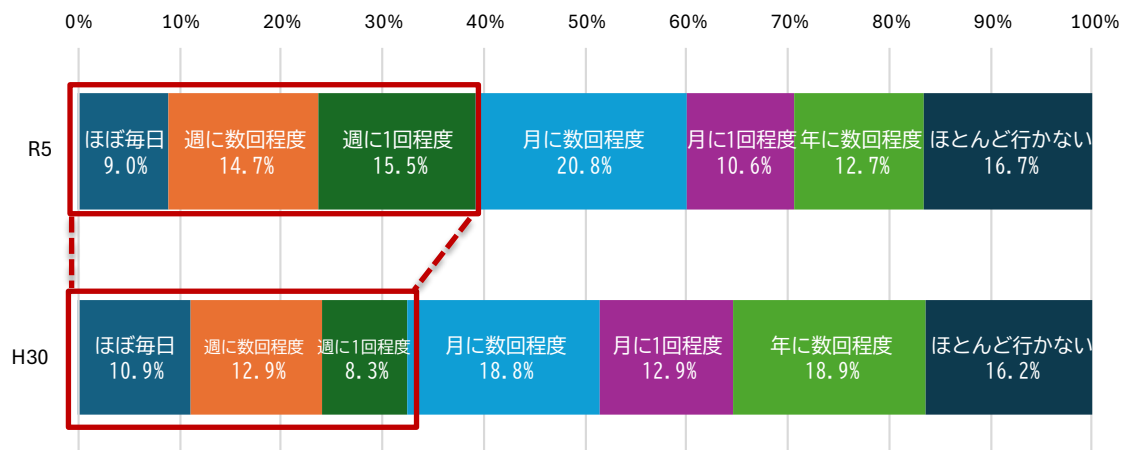 0% 10% 20% 30% 40% 50% 60% 70% 80% 90% 100%
R5
ほぼ毎日
9.0%
週に数回程度
14.7%
週に1回程度
15.5%
月に数回程度
20.8%
月に1回程度
10.6%
年に数回程度
12.7%
ほとんど行かない
16.7%
H30
ほぼ毎日
10.9%
週に数回程度
12.9%
週に1回程度
8.3%
月に数回程度
18.8%
月に1回程度
12.9%
年に数回程度
18.9%
ほとんど行かない
16.2%